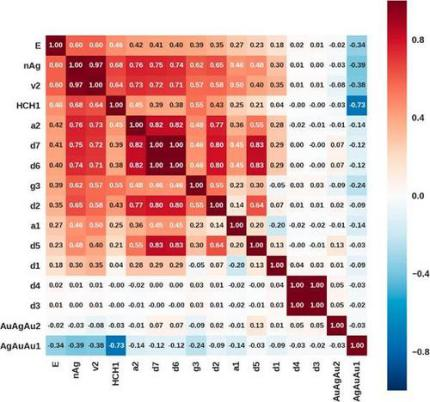 E 1.00 0.60 0.60 0.46 0.42 0.41 0.40 0.39 0.35 0.27 0.23 0.18 0.02 0.01 -0.02 -0.34
nAg 0.60 1.00 0.97 0.68 0.76 0.75 0.74 0.62 0.65 0.46 0.48 0.30 0.01 0.00 -0.03 -0.39
v2 0.60 0.97 1.00 0.64 0.73 0.72 0.71 0.57 0.58 0.50 0.40 0.35 0.01 0.01 -0.08 -0.38
HCH1 0.46 0.68 0.64 1.00 0.45 0.39 0.38 0.55 0.43 0.25 0.21 0.04 -0.00 -0.00 -0.03 -0.73
a2 0.42 0.76 0.73 0.45 1.00 0.82 0.82 0.48 0.77 0.36 0.55 0.28 -0.02 -0.01 -0.01 -0.14
d7 0.41 0.75 0.72 0.39 0.82 1.00 1.00 0.46 0.80 0.45 0.83 0.29 0.00 -0.00 0.07 -0.12
d6 0.40 0.74 0.71 0.38 0.82 1.00 1.00 0.46 0.80 0.45 0.83 0.29 0.00 -0.00 0.07 -0.12
g3 0.39 0.62 0.57 0.55 0.48 0.46 0.46 1.00 0.55 0.23 0.30 -0.05 0.03 0.03 -0.09 -0.24
d2 0.35 0.65 0.58 0.43 0.77 0.80 0.80 0.55 1.00 0.14 0.64 0.07 0.01 0.01 0.02 -0.09
a1 0.27 0.46 0.50 0.25 0.36 0.45 0.45 0.23 0.14 1.00 0.20 -0.20 -0.02 -0.02 -0.01 -0.14
d5 0.23 0.48 0.40 0.21 0.55 0.83 0.83 0.30 0.64 0.20 1.00 0.13 -0.00 -0.01 0.13 -0.03
d1 0.18 0.30 0.35 0.04 0.28 0.29 0.29 -0.05 0.07 -0.20 0.13 1.00 0.04 0.03 0.01 -0.09
d4 0.02 0.01 0.01 -0.00 -0.02 0.00 0.00 0.03 0.01 -0.02 -0.00 0.04 1.00 1.00 0.05 -0.03
d3 0.01 0.00 0.01 -0.00 -0.01 -0.00 -0.00 0.03 0.01 -0.02 -0.01 0.03 1.00 1.00 0.05 -0.02
AuAgAu2 -0.02 -0.03 -0.08 -0.03 -0.01 0.07 0.07 -0.09 0.02 -0.01 0.13 0.01 0.05 0.05 1.00 -0.03
AgAuAu1 -0.34 -0.39 -0.38 -0.73 -0.14 -0.12 -0.12 -0.24 -0.09 -0.14 -0.03 -0.09 -0.03 -0.02 -0.03 1.00
E nAg v2 HCH1 a2 d7 d6 g3 d2 a1 d5 d1 d4 d3 AuAgAu2 AgAuAu1
0.8
0.4
0.0
−0.4
−0.8